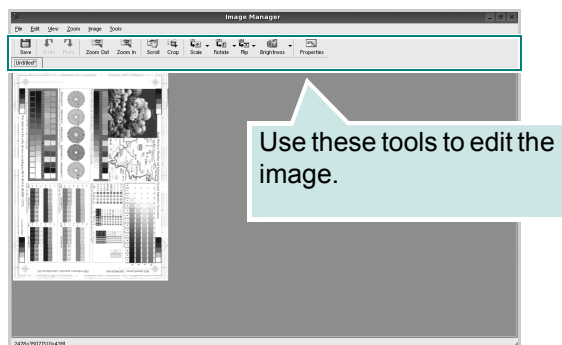 Image Manager
File Edit View Zoom Image Tools
Save Undo Redo Zoom Out Zoom In Scroll Crop Scale Rotate Flip Brightness Properties
Untitled
Use these tools to edit the
image.